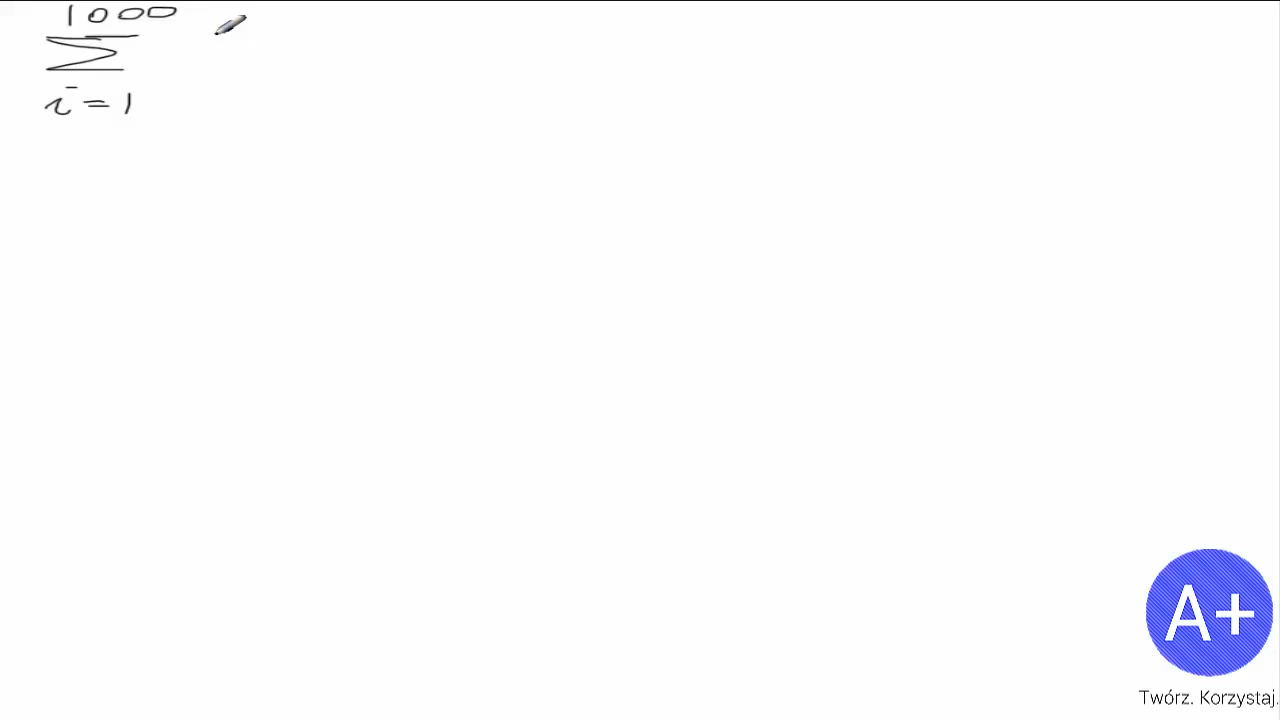 1000
∑
i = 1
A+
Twórz. Korzystaj.